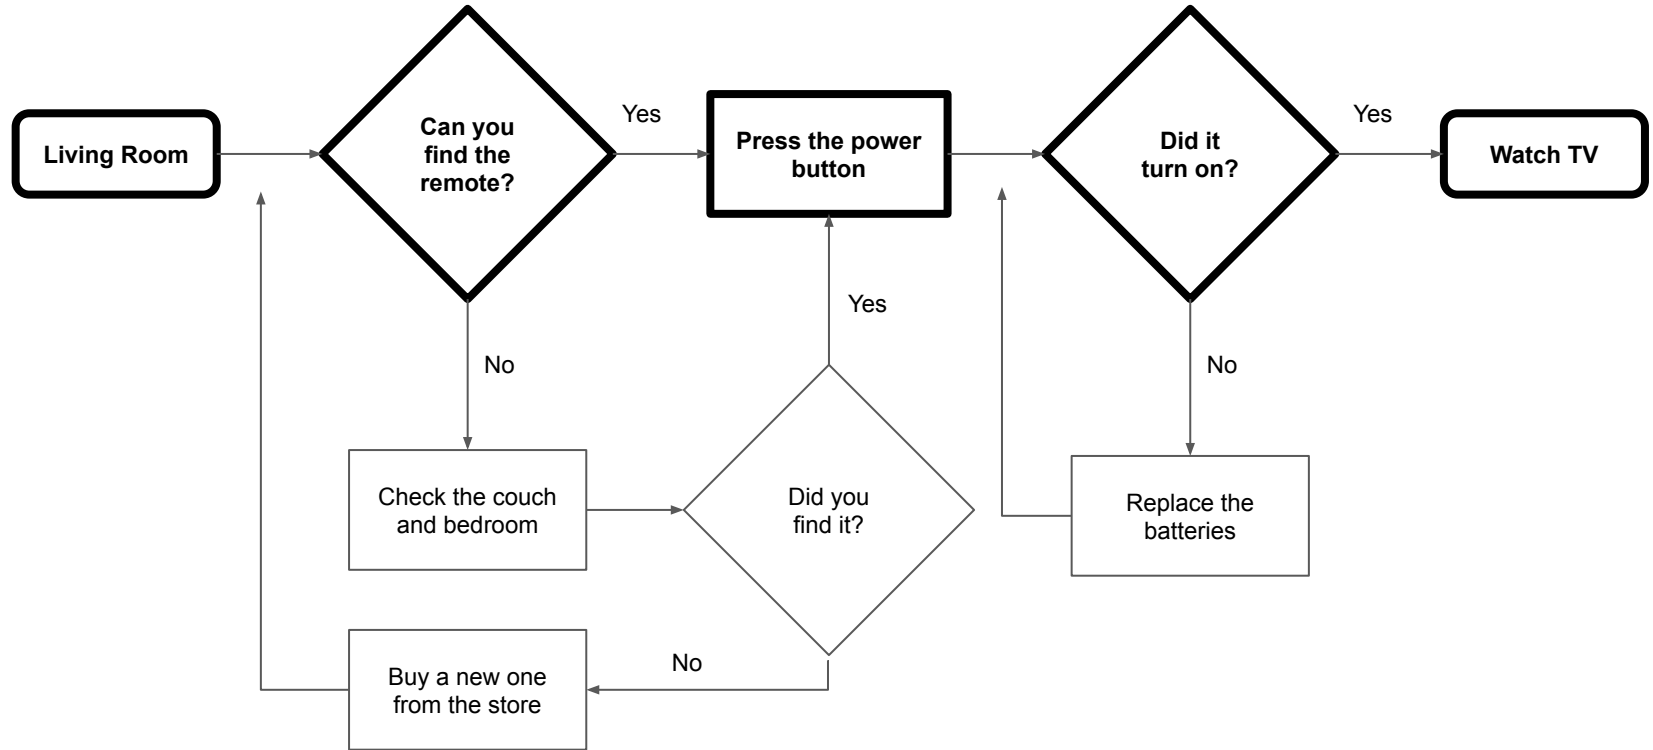 Living Room
Can you
find the
remote?
Yes
Press the power
button
Did it
turn on?
Yes
Watch TV
No
Yes
No
Check the couch
and bedroom
Did you
find it?
Replace the
batteries
No
Buy a new one
from the store